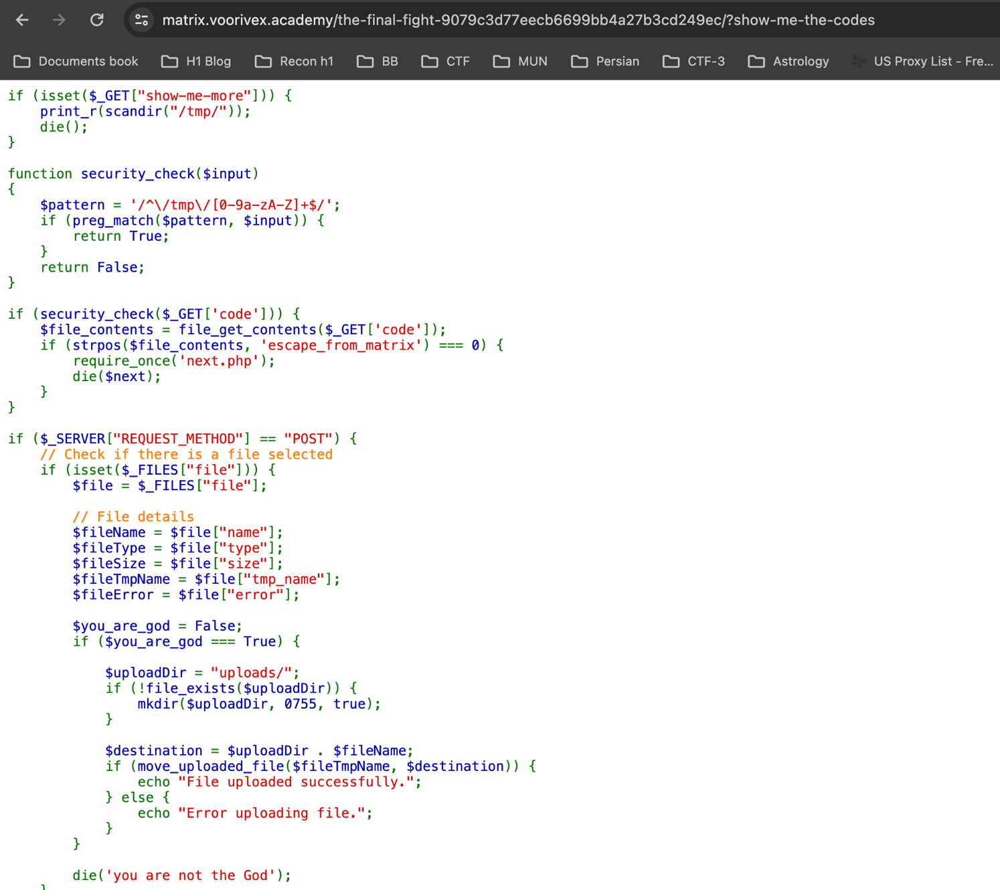 matrix.voorivex.academy/the-final-fight-9079c3d77eecb6699bb4a27b3cd249ec/?show-me-the-codes
Documents book H1 Blog Recon h1 BB CTF MUN Persian CTF-3 Astrology US Proxy List - Fre...
if (isset($_GET["show-me-more"])) {
    print_r(scandir("/tmp/"));
    die();
}
function security_check($input)
{
    $pattern = '/^\/tmp\/[0-9a-zA-Z]+$/';
    if (preg_match($pattern, $input)) {
        return True;
    }
    return False;
}
if (security_check($_GET['code'])) {
    $file_contents = file_get_contents($_GET['code']);
    if (strpos($file_contents, 'escape_from_matrix') === 0) {
        require_once('next.php');
        die($next);
    }
}
if ($_SERVER["REQUEST_METHOD"] == "POST") {
    // Check if there is a file selected
    if (isset($_FILES["file"])) {
        $file = $_FILES["file"];
        // File details
        $fileName = $file["name"];
        $fileType = $file["type"];
        $fileSize = $file["size"];
        $fileTmpName = $file["tmp_name"];
        $fileError = $file["error"];
        $you_are_god = False;
        if ($you_are_god === True) {
            $uploadDir = "uploads/";
            if (!file_exists($uploadDir)) {
                mkdir($uploadDir, 0755, true);
            }
            $destination = $uploadDir . $fileName;
            if (move_uploaded_file($fileTmpName, $destination)) {
                echo "File uploaded successfully.";
            } else {
                echo "Error uploading file.";
            }
        }
        die('you are not the God');
    }